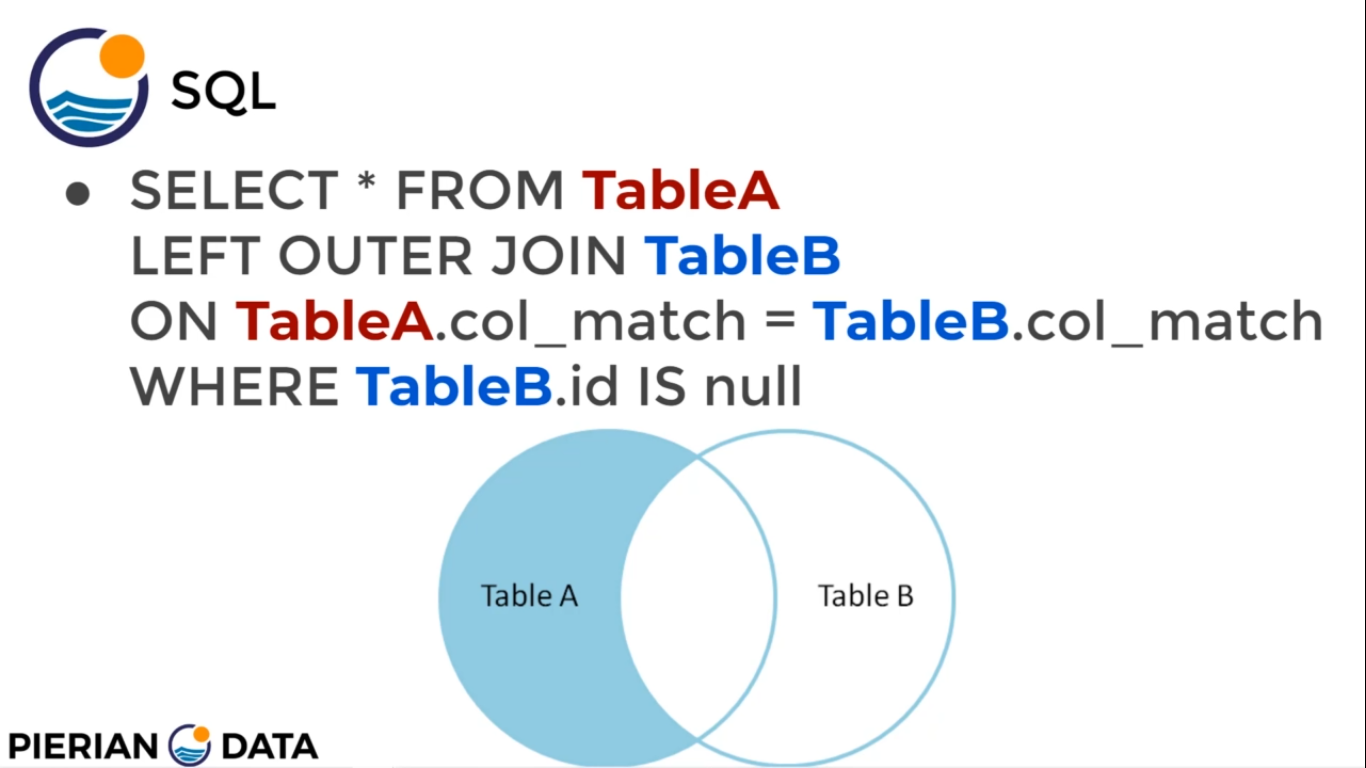 SQL
● SELECT * FROM TableA
LEFT OUTER JOIN TableB
ON TableA.col_match = TableB.col_match
WHERE TableB.id IS null
Table A
Table B
PIERIAN DATA